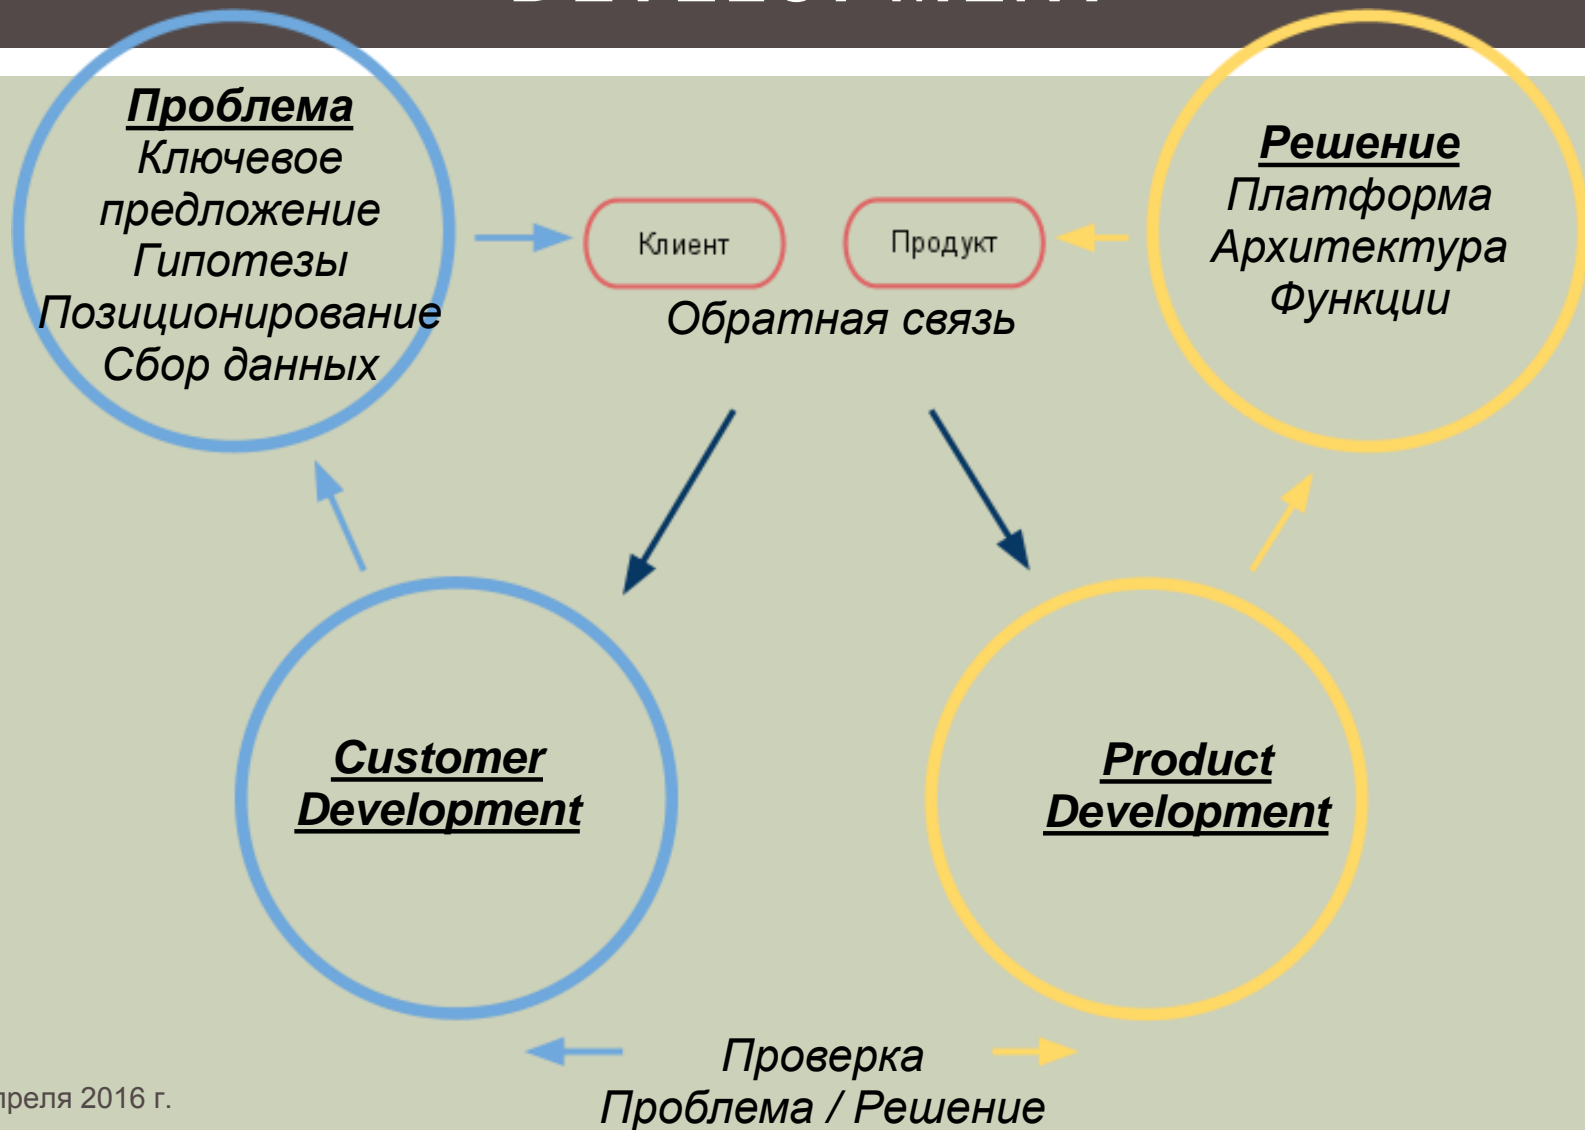 DEVELOPMENT
Проблема
Ключевое
предложение
Гипотезы
Позиционирование
Сбор данных
Клиент
Продукт
Обратная связь
Решение
Платформа
Архитектура
Функции
Customer
Development
Product
Development
Проверка
Проблема / Решение
преля 2016 г.